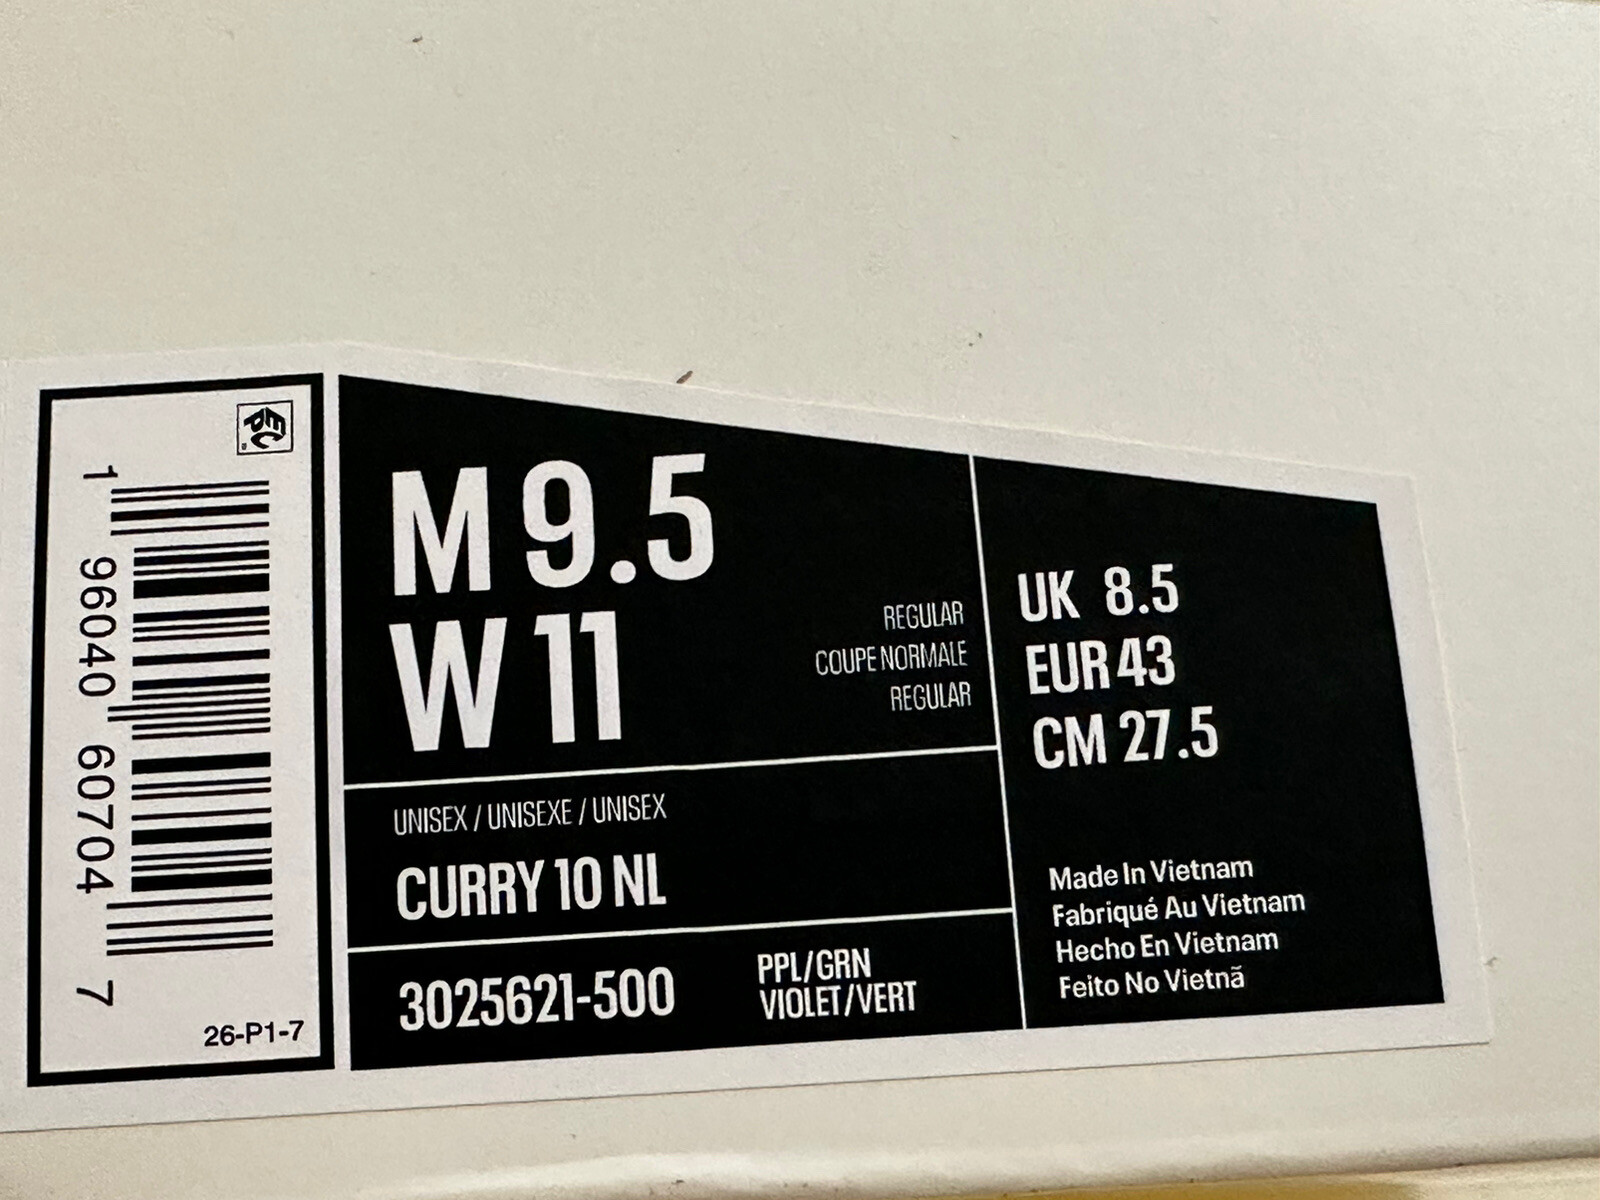 EPC
1 96040 60704 7
26-P1-7
M 9.5
W 11
REGULAR
COUPE NORMALE
REGULAR
UNISEX / UNISEXE / UNISEX
CURRY 10 NL
3025621-500
PPL/GRN
VIOLET/VERT
UK 8.5
EUR 43
CM 27.5
Made In Vietnam
Fabriqué Au Vietnam
Hecho En Vietnam
Feito No Vietnã